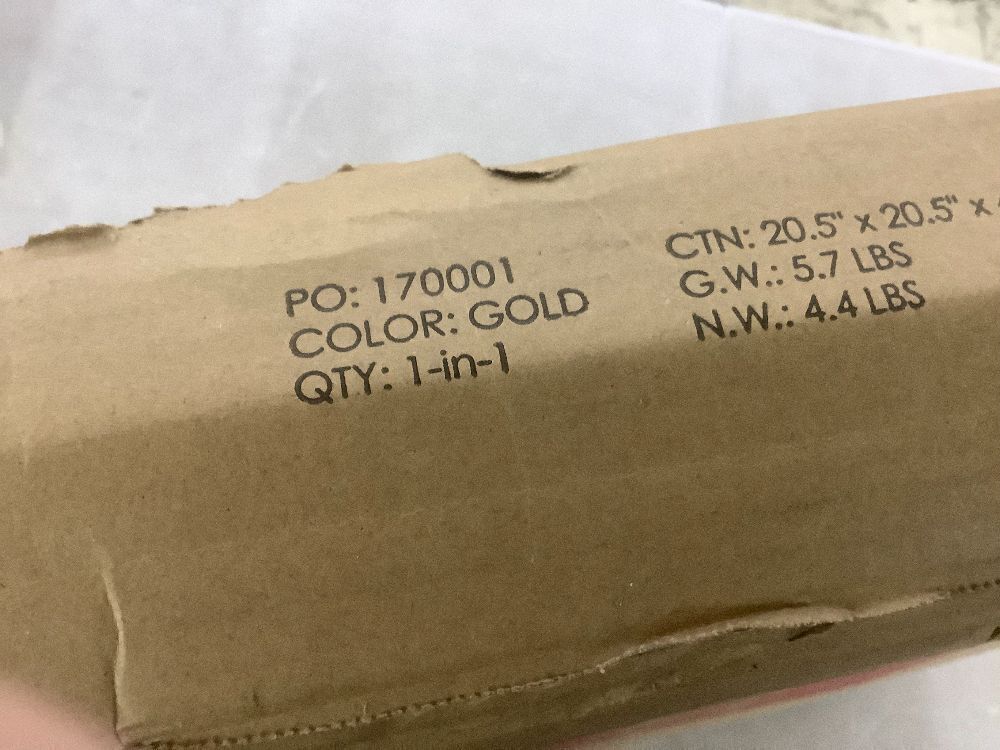 PO: 170001
COLOR: GOLD
QTY: 1-in-1
CTN: 20.5" x 20.5" x
G.W.: 5.7 LBS
N.W.: 4.4 LBS